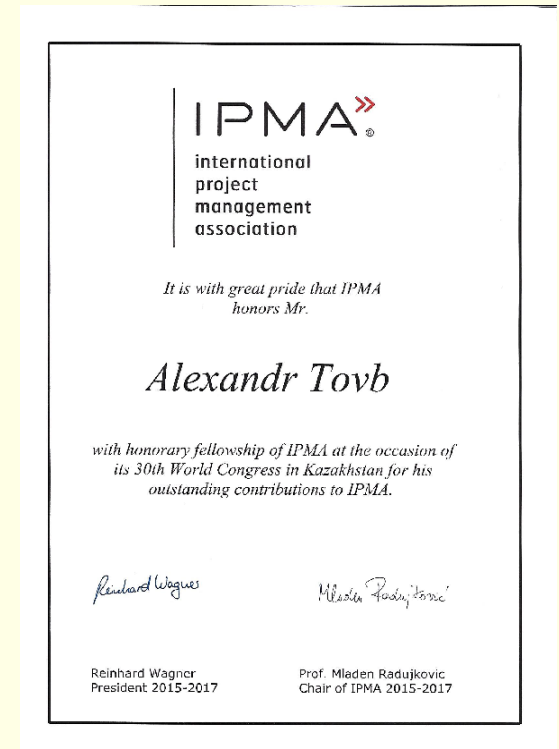 IPMA
international
project
management
association
It is with great pride that IPMA
honors Mr.
Alexandr Tovb
with honorary fellowship of IPMA at the occasion of
its 30th World Congress in Kazakhstan for his
outstanding contributions to IPMA.
Reinhard Wagner Mladen Radujković
Reinhard Wagner Prof. Mladen Radujkovic
President 2015-2017 Chair of IPMA 2015-2017